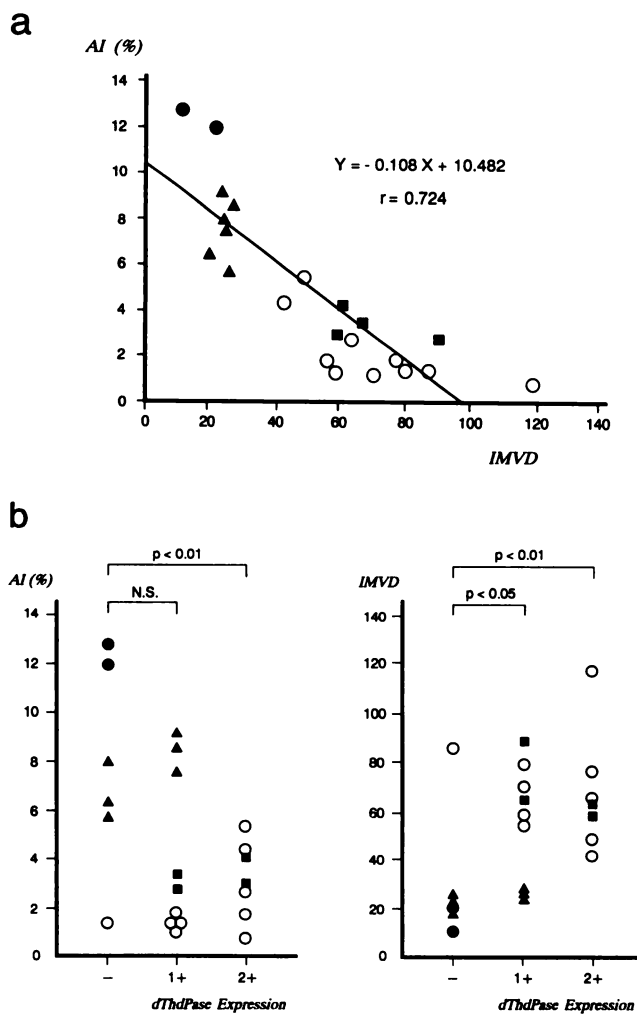 a
AI (%)
14
12
10
8
6
4
2
0
Y = - 0.108 X + 10.482
r = 0.724
0 20 40 60 80 100 120 140
IMVD
b
p < 0.01
AI (%)
N.S.
14
12
10
8
6
4
2
0
− 1+ 2+
dThdPase Expression
p < 0.01
IMVD
p < 0.05
140
120
100
80
60
40
20
0
− 1+ 2+
dThdPase Expression